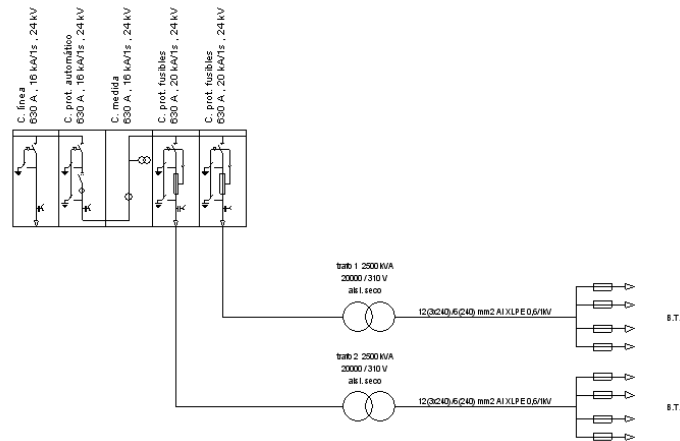 C. línea
630 A , 16 kA/1s , 24 kV
C. prot. automático
630 A , 16 kA/1s , 24 kV
C. medida
630 A , 16 kA/1s , 24 kV
C. prot. fusibles
630 A , 20 kA/1s , 24 kV
C. prot. fusibles
630 A , 20 kA/1s , 24 kV
trafo 1 2500 kVA
20000 / 310 V
aisl. seco
12(3x240)/6(240) mm2 Al XLPE 0,6/1kV
B.T.
trafo 2 2500 kVA
20000 / 310 V
aisl. seco
12(3x240)/6(240) mm2 Al XLPE 0,6/1kV
B.T.